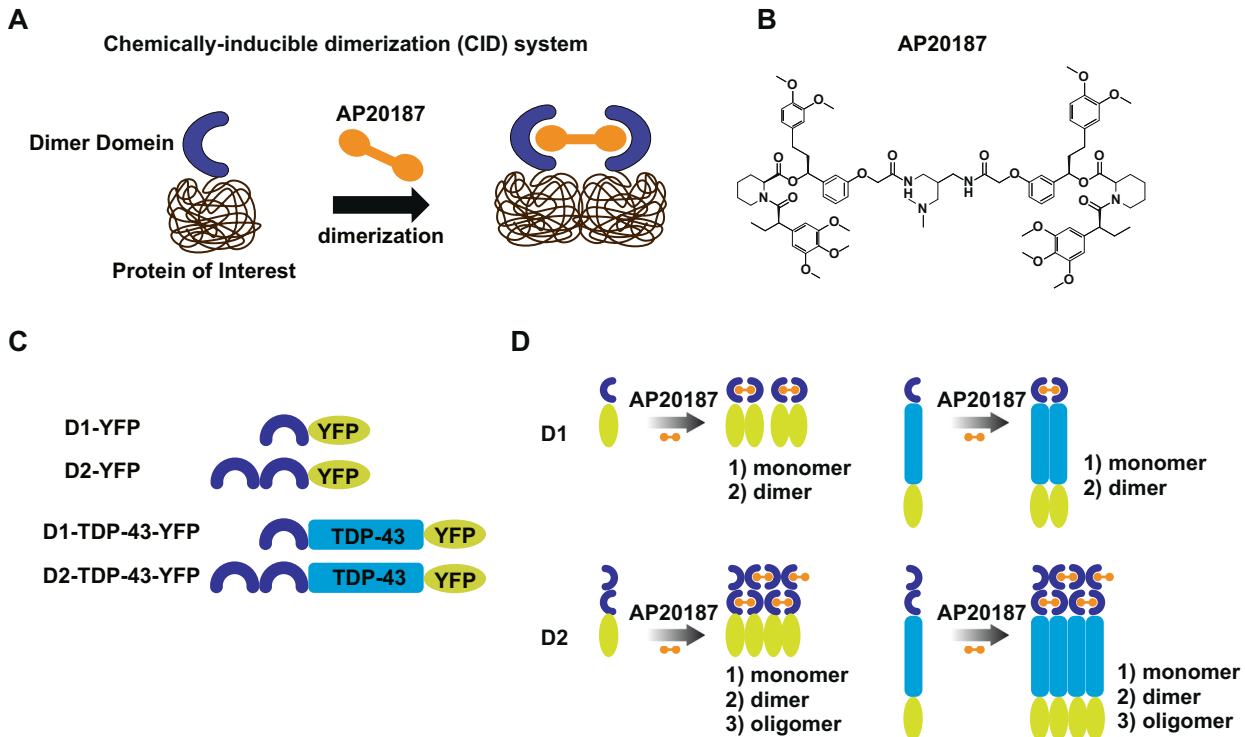 A
Chemically-inducible dimerization (CID) system
Dimer Domain
AP20187
dimerization
Protein of Interest
B
AP20187
O
O
O
O
O
O
O
NH
HN
O
O
O
O
N
O
N
O
N
O
O
O
O
O
O
C
D1-YFP
YFP
D2-YFP
YFP
D1-TDP-43-YFP
TDP-43
YFP
D2-TDP-43-YFP
TDP-43
YFP
D
D1
AP20187
1) monomer
2) dimer
AP20187
1) monomer
2) dimer
D2
AP20187
1) monomer
2) dimer
3) oligomer
AP20187
1) monomer
2) dimer
3) oligomer